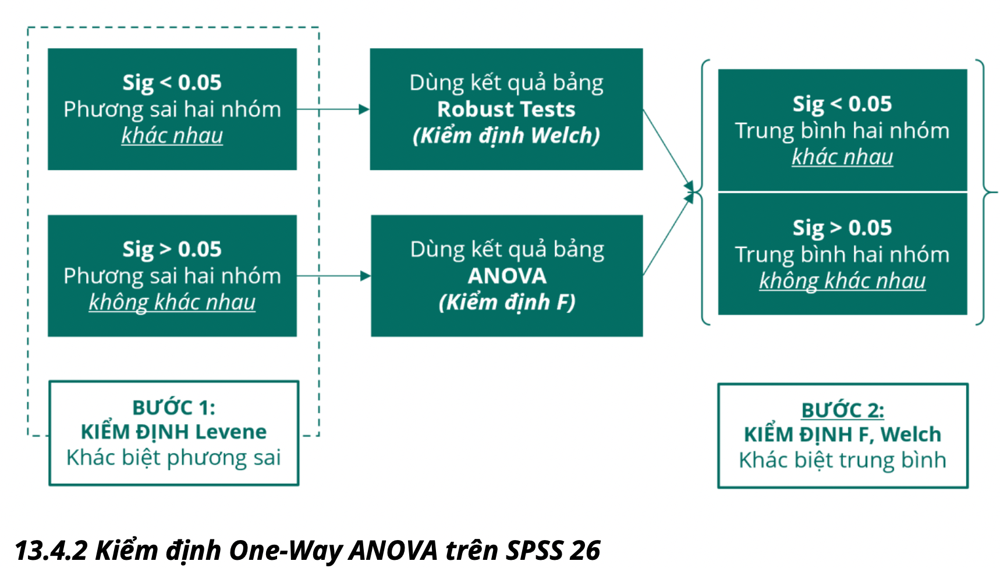 Sig < 0.05
Phương sai hai nhóm
khác nhau
Dùng kết quả bảng
Robust Tests
(Kiểm định Welch)
Sig < 0.05
Trung bình hai nhóm
khác nhau
Sig > 0.05
Phương sai hai nhóm
không khác nhau
Dùng kết quả bảng
ANOVA
(Kiểm định F)
Sig > 0.05
Trung bình hai nhóm
không khác nhau
BƯỚC 1:
KIỂM ĐỊNH Levene
Khác biệt phương sai
BƯỚC 2:
KIỂM ĐỊNH F, Welch
Khác biệt trung bình
13.4.2 Kiểm định One-Way ANOVA trên SPSS 26